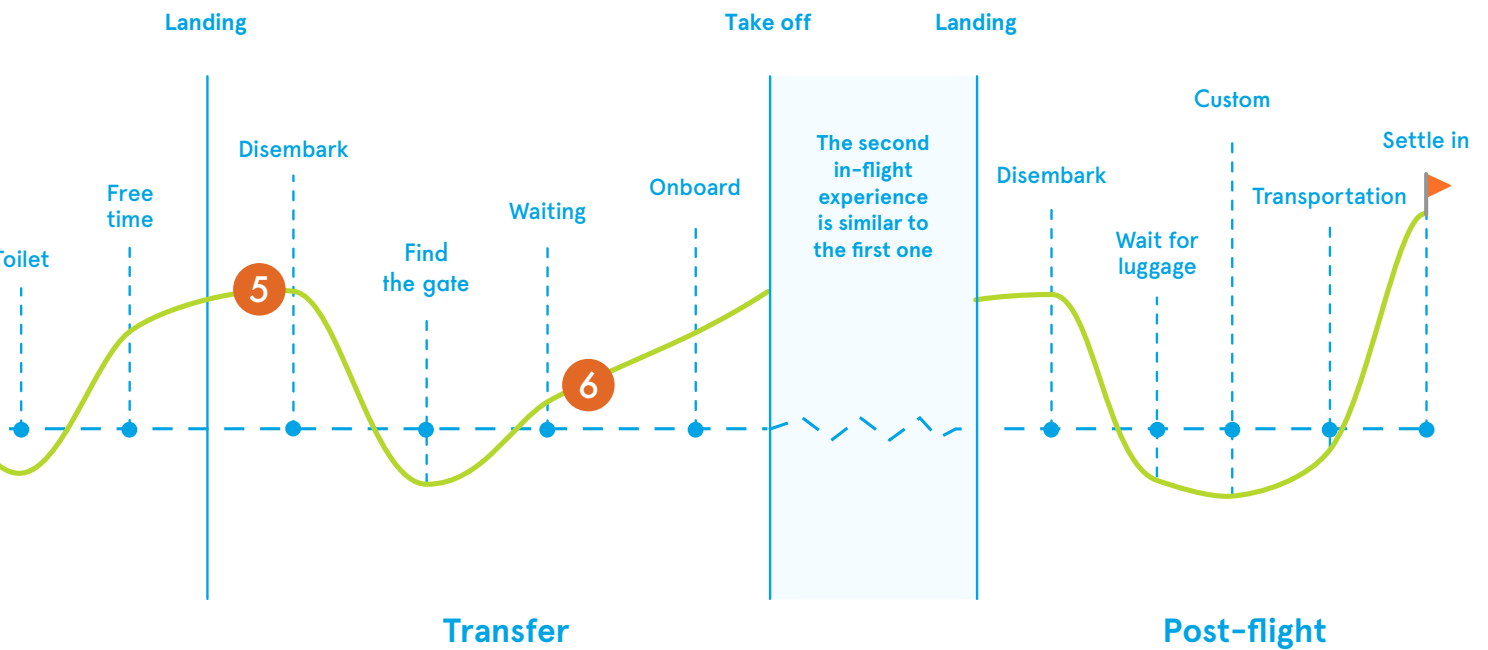 Landing
Take off
Landing
Custom
Settle in
Disembark
Disembark
Free
time
Onboard
Transportation
Waiting
Find
the gate
Wait for
luggage
The second
in-flight
experience
is similar to
the first one
Toilet
5
6
Transfer
Post-flight